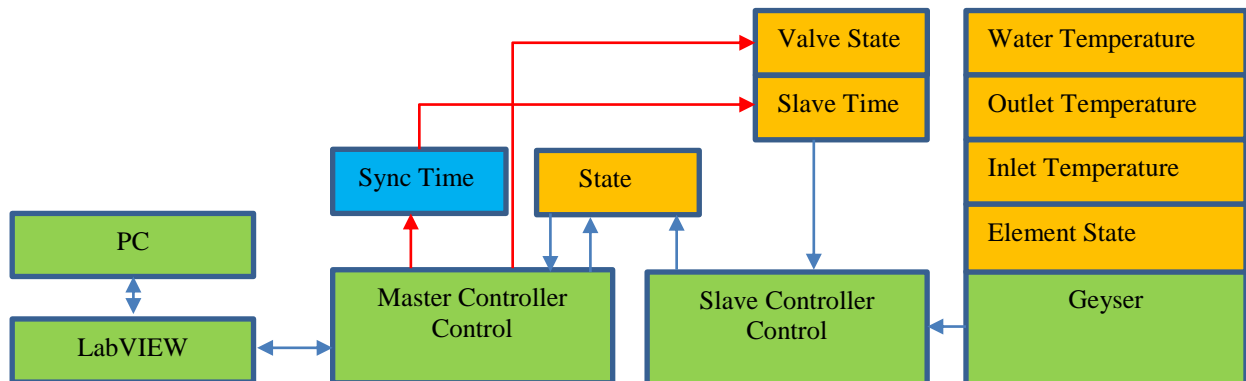 Valve State
Water Temperature
Slave Time
Outlet Temperature
Sync Time
State
Inlet Temperature
PC
Element State
Master Controller
Control
Slave Controller
Control
Geyser
LabVIEW